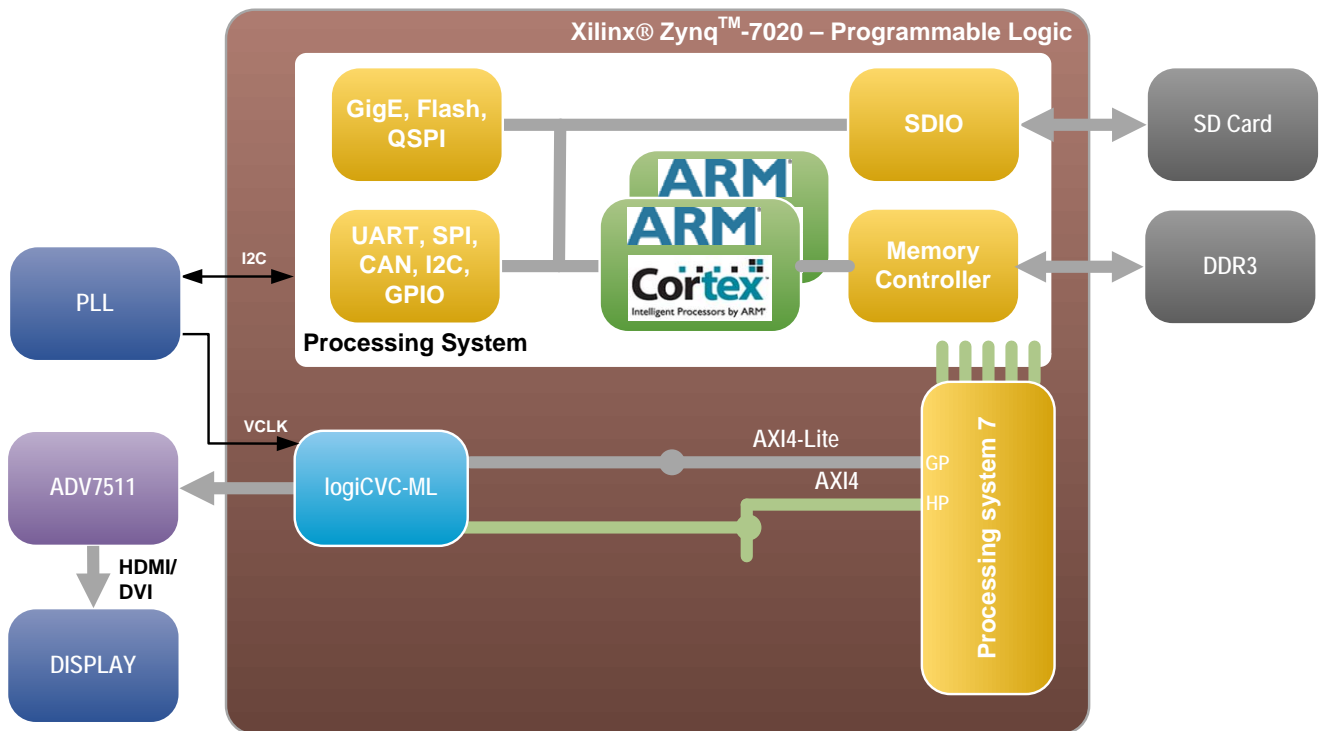 Xilinx® Zynq™-7020 – Programmable Logic
GigE, Flash,
QSPI
SDIO
SD Card
ARM®
ARM®
Cortex™
Intelligent Processors by ARM®
UART, SPI,
CAN, I2C,
GPIO
Memory
Controller
DDR3
I2C
PLL
Processing System
VCLK
AXI4-Lite
ADV7511
logiCVC-ML
AXI4
GP
HP
Processing system 7
HDMI/
DVI
DISPLAY